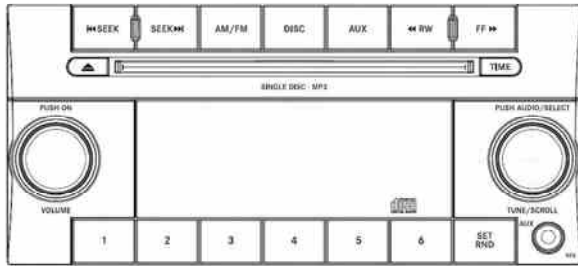 SEEK
SEEK
AM/FM
DISC
AUX
RW
FF
TIME
SINGLE DISC - MP3
PUSH ON
PUSH AUDIO/SELECT
VOLUME
TUNE/SCROLL
AUX
1
2
3
4
5
6
SET
RND